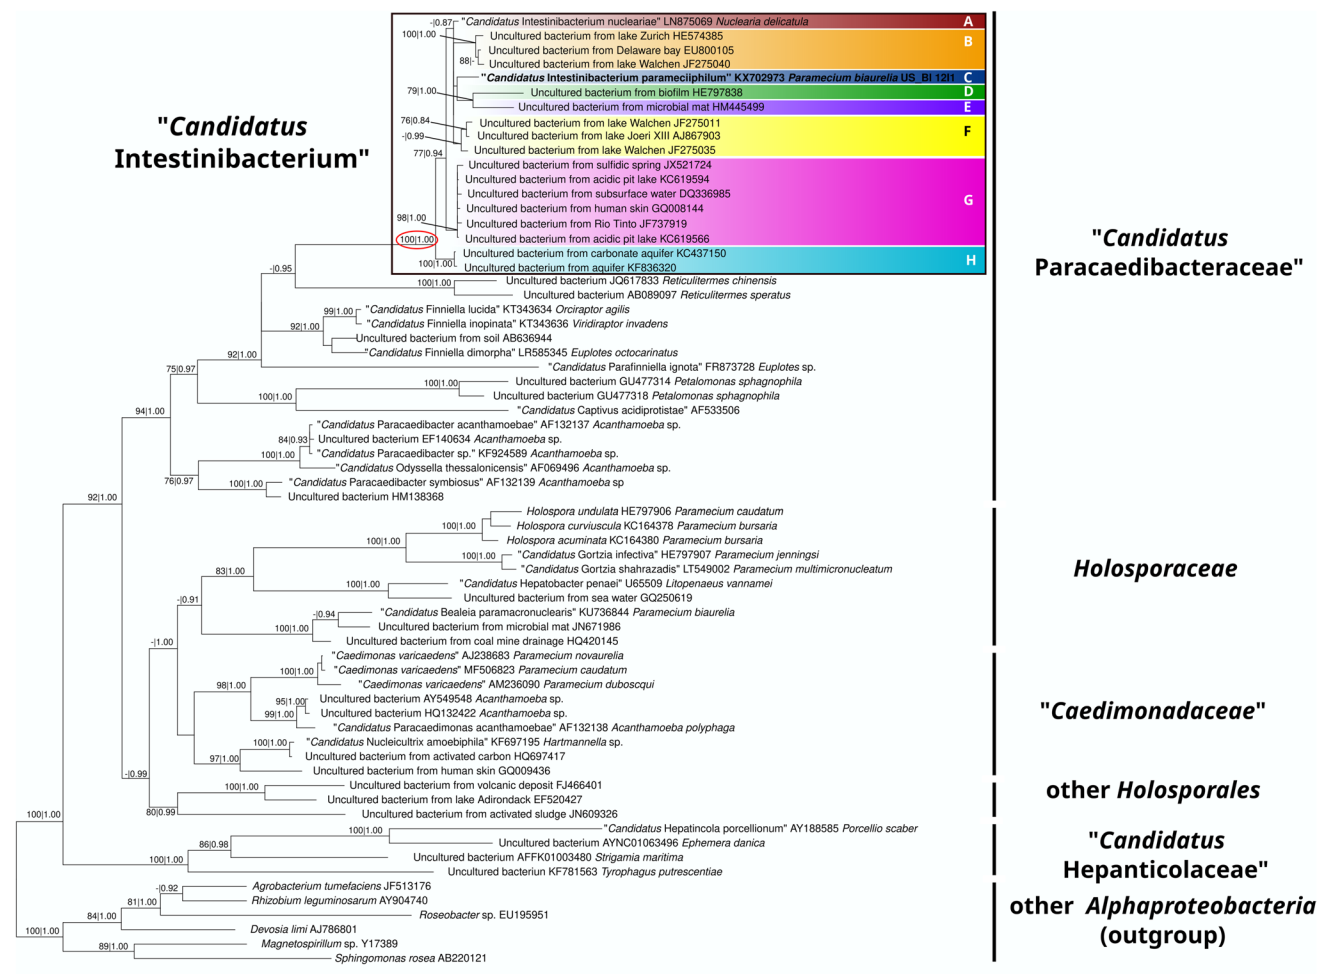 -|0.87
"Candidatus Intestinibacterium nucleariae" LN875069 Nuclearia delicatula
A
100|1.00
Uncultured bacterium from lake Zurich HE574385
Uncultured bacterium from Delaware bay EU800105
B
88|-
Uncultured bacterium from lake Walchen JF275040
"Candidatus Intestinibacterium parameciiphilum" KX702973 Paramecium biaurelia US_BI 12I1
C
79|1.00
Uncultured bacterium from biofilm HE797838
D
Uncultured bacterium from microbial mat HM445499
E
76|0.84
Uncultured bacterium from lake Walchen JF275011
-|0.99
Uncultured bacterium from lake Joeri XIII AJ867903
F
77|0.94
Uncultured bacterium from lake Walchen JF275035
Uncultured bacterium from sulfidic spring JX521724
Uncultured bacterium from acidic pit lake KC619594
Uncultured bacterium from subsurface water DQ336985
G
Uncultured bacterium from human skin GQ008144
98|1.00
Uncultured bacterium from Rio Tinto JF737919
100|1.00
Uncultured bacterium from acidic pit lake KC619566
Uncultured bacterium from carbonate aquifer KC437150
H
100|1.00
Uncultured bacterium from aquifer KF836320
"Candidatus
Intestinibacterium"
-|0.95
100|1.00
Uncultured bacterium JQ617833 Reticulitermes chinensis
Uncultured bacterium AB089097 Reticulitermes speratus
99|1.00
"Candidatus Finniella lucida" KT343634 Orciraptor agilis
92|1.00
"Candidatus Finniella inopinata" KT343636 Viridiraptor invadens
Uncultured bacterium from soil AB636944
"Candidatus Finniella dimorpha" LR585345 Euplotes octocarinatus
92|1.00
"Candidatus Parafinniella ignota" FR873728 Euplotes sp.
75|0.97
100|1.00
Uncultured bacterium GU477314 Petalomonas sphagnophila
100|1.00
Uncultured bacterium GU477318 Petalomonas sphagnophila
"Candidatus Captivus acidiprotistae" AF533506
94|1.00
"Candidatus Paracaedibacter acanthamoebae" AF132137 Acanthamoeba sp.
84|0.93
Uncultured bacterium EF140634 Acanthamoeba sp.
100|1.00
"Candidatus Paracaedibacter sp." KF924589 Acanthamoeba sp.
"Candidatus Odyssella thessalonicensis" AF069496 Acanthamoeba sp.
76|0.97
100|1.00
"Candidatus Paracaedibacter symbiosus" AF132139 Acanthamoeba sp
Uncultured bacterium HM138368
"Candidatus
Paracaedibacteraceae"
92|1.00
Holospora undulata HE797906 Paramecium caudatum
100|1.00
Holospora curviuscula KC164378 Paramecium bursaria
100|1.00
Holospora acuminata KC164380 Paramecium bursaria
100|1.00
"Candidatus Gortzia infectiva" HE797907 Paramecium jenningsi
"Candidatus Gortzia shahrazadis" LT549002 Paramecium multimicronucleatum
83|1.00
100|1.00
"Candidatus Hepatobacter penaei" U65509 Litopenaeus vannamei
Uncultured bacterium from sea water GQ250619
-|0.91
-|0.94
"Candidatus Bealeia paramacronuclearis" KU736844 Paramecium biaurelia
100|1.00
Uncultured bacterium from microbial mat JN671986
Uncultured bacterium from coal mine drainage HQ420145
Holosporaceae
-|1.00
"Caedimonas varicaedens" AJ238683 Paramecium novaurelia
100|1.00
"Caedimonas varicaedens" MF506823 Paramecium caudatum
98|1.00
"Caedimonas varicaedens" AM236090 Paramecium duboscqui
95|1.00
Uncultured bacterium AY549548 Acanthamoeba sp.
99|1.00
Uncultured bacterium HQ132422 Acanthamoeba sp.
"Candidatus Paracaedimonas acanthamoebae" AF132138 Acanthamoeba polyphaga
100|1.00
"Candidatus Nucleicultrix amoebiphila" KF697195 Hartmannella sp.
97|1.00
Uncultured bacterium from activated carbon HQ697417
Uncultured bacterium from human skin GQ009436
"Caedimonadaceae"
-|0.99
100|1.00
Uncultured bacterium from volcanic deposit FJ466401
Uncultured bacterium from lake Adirondack EF520427
80|0.99
Uncultured bacterium from activated sludge JN609326
other Holosporales
100|1.00
100|1.00
"Candidatus Hepatincola porcellionum" AY188585 Porcellio scaber
86|0.98
Uncultured bacterium AYNC01063496 Ephemera danica
100|1.00
Uncultured bacterium AFFK01003480 Strigamia maritima
Uncultured bacteriun KF781563 Tyrophagus putrescentiae
"Candidatus
Hepanticolaceae"
-|0.92
Agrobacterium tumefaciens JF513176
81|1.00
Rhizobium leguminosarum AY904740
84|1.00
Roseobacter sp. EU195951
100|1.00
Devosia limi AJ786801
89|1.00
Magnetospirillum sp. Y17389
Sphingomonas rosea AB220121
other Alphaproteobacteria
(outgroup)